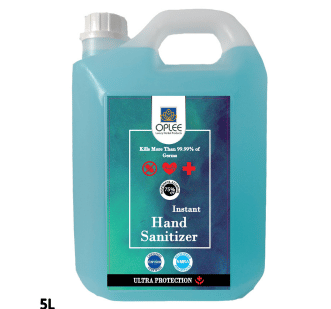 OPLEE
Kills More Than 99.99% of
Germs
75%
Instant
Hand
Sanitizer
ULTRA PROTECTION
5L